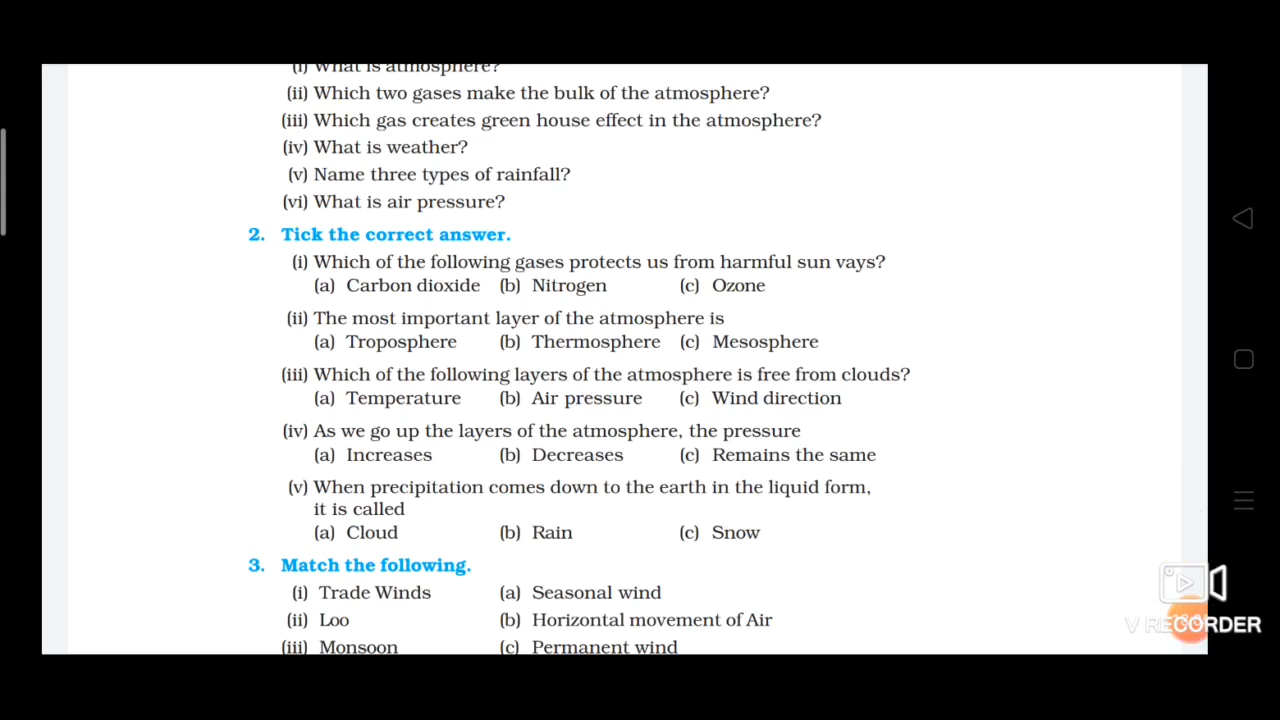 (i) What is atmosphere?
(ii) Which two gases make the bulk of the atmosphere?
(iii) Which gas creates green house effect in the atmosphere?
(iv) What is weather?
(v) Name three types of rainfall?
(vi) What is air pressure?
2. Tick the correct answer.
(i) Which of the following gases protects us from harmful sun vays?
(a) Carbon dioxide (b) Nitrogen (c) Ozone
(ii) The most important layer of the atmosphere is
(a) Troposphere (b) Thermosphere (c) Mesosphere
(iii) Which of the following layers of the atmosphere is free from clouds?
(a) Temperature (b) Air pressure (c) Wind direction
(iv) As we go up the layers of the atmosphere, the pressure
(a) Increases (b) Decreases (c) Remains the same
(v) When precipitation comes down to the earth in the liquid form,
it is called
(a) Cloud (b) Rain (c) Snow
3. Match the following.
(i) Trade Winds (a) Seasonal wind
(ii) Loo (b) Horizontal movement of Air
(iii) Monsoon (c) Permanent wind
V RECORDER